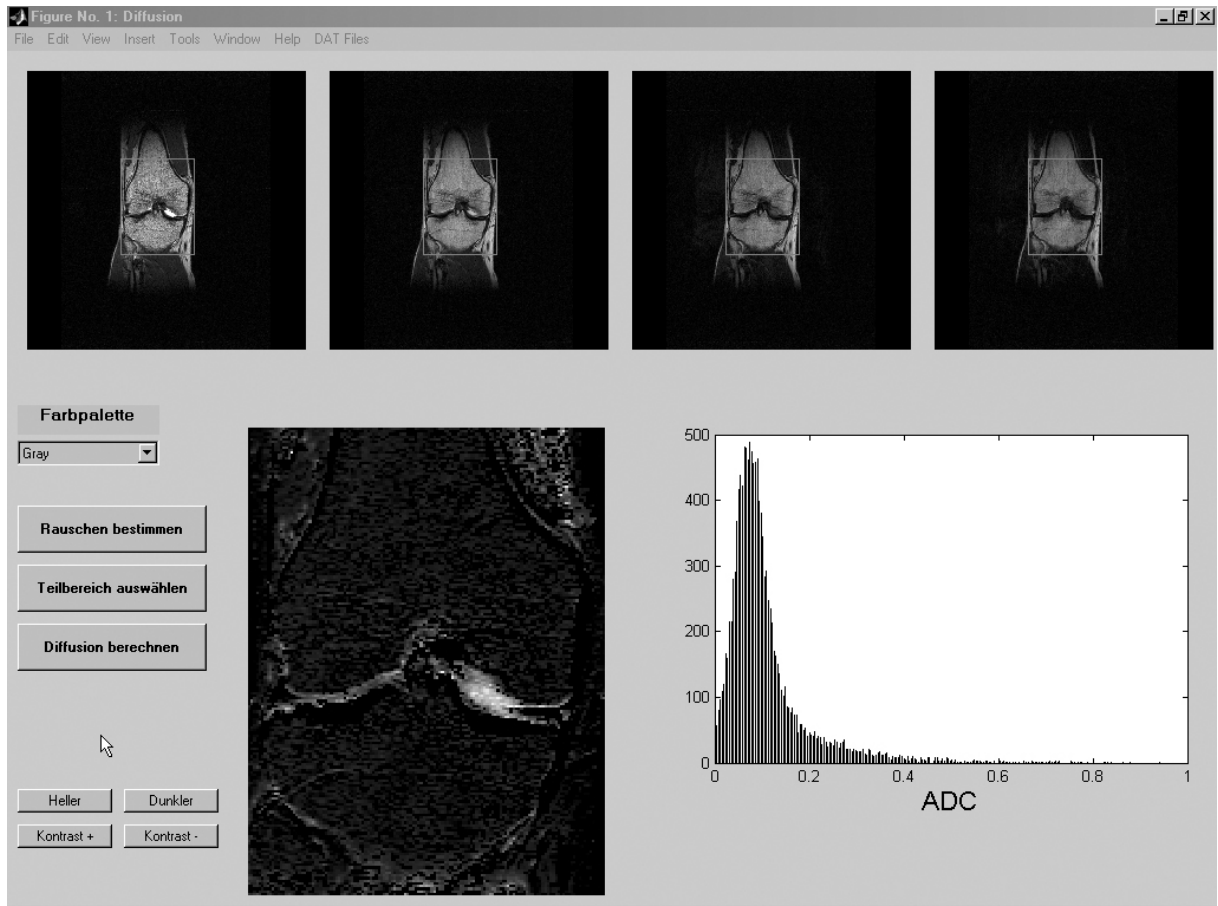 Figure No. 1: Diffusion
File Edit View Insert Tools Window Help DAT Files
Farbpalette
Gray
Rauschen bestimmen
Teilbereich auswählen
Diffusion berechnen
Heller Dunkler
Kontrast + Kontrast -
500
400
300
200
100
0
0 0.2 0.4 0.6 0.8 1
ADC